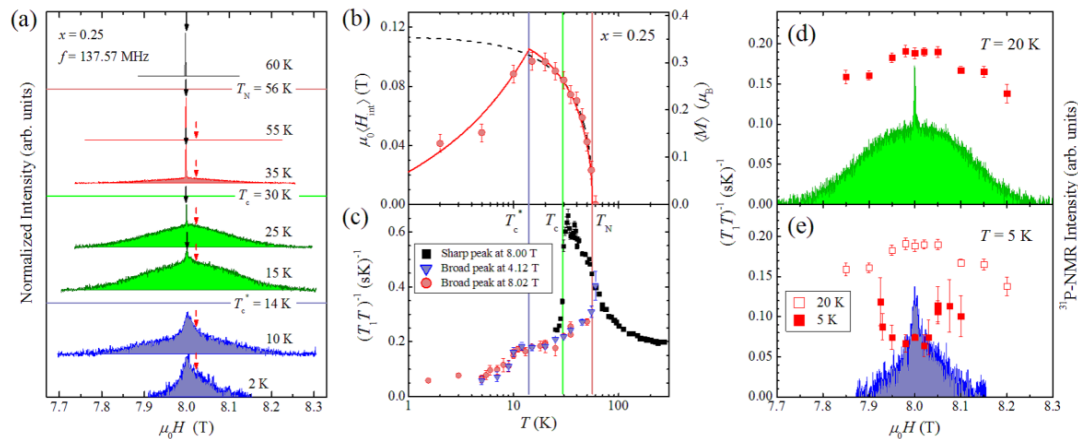 (a)
x = 0.25
f = 137.57 MHz
60 K
T_N = 56 K
55 K
35 K
T_c = 30 K
25 K
15 K
T_c^* = 14 K
10 K
2 K
Normalized Intensity (arb. units)
7.7 7.8 7.9 8.0 8.1 8.2 8.3
μ₀H (T)
(b)
x = 0.25
0.12
0.08
0.04
0.00
μ₀⟨H_int⟩ (T)
0.4
0.3
0.2
0.1
0.0
⟨M⟩ (μ_B)
(c)
T_c^* T_c T_N
Sharp peak at 8.00 T
Broad peak at 4.12 T
Broad peak at 8.02 T
0.6
0.4
0.2
0.0
(T₁T)⁻¹ (sK)⁻¹
1 10 100
T (K)
(d)
T = 20 K
0.20
0.15
0.10
0.05
0.00
(T₁T)⁻¹ (sK)⁻¹
(e)
T = 5 K
20 K
5 K
0.20
0.15
0.10
0.05
0.00
(T₁T)⁻¹ (sK)⁻¹
7.7 7.8 7.9 8.0 8.1 8.2 8.3
μ₀H (T)
³¹P-NMR Intensity (arb. units)